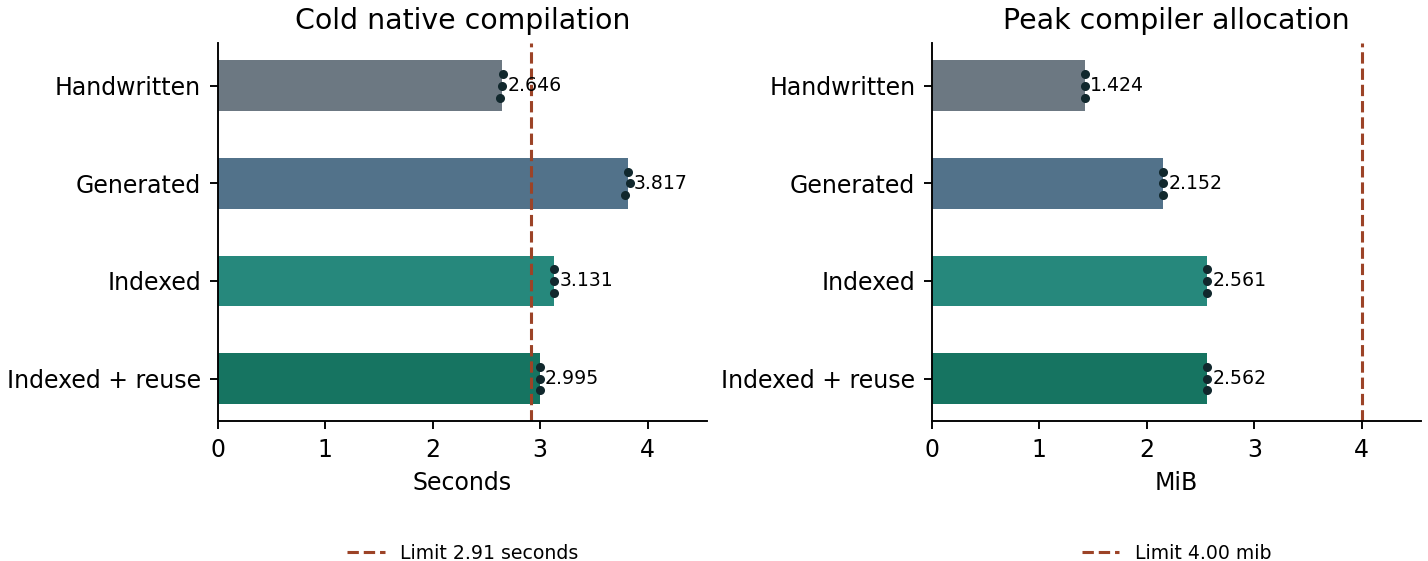 Cold native compilation
Handwritten
2.646
Generated
3.817
Indexed
3.131
Indexed + reuse
2.995
0 1 2 3 4
Seconds
Limit 2.91 seconds
Peak compiler allocation
Handwritten
1.424
Generated
2.152
Indexed
2.561
Indexed + reuse
2.562
0 1 2 3 4
MiB
Limit 4.00 mib